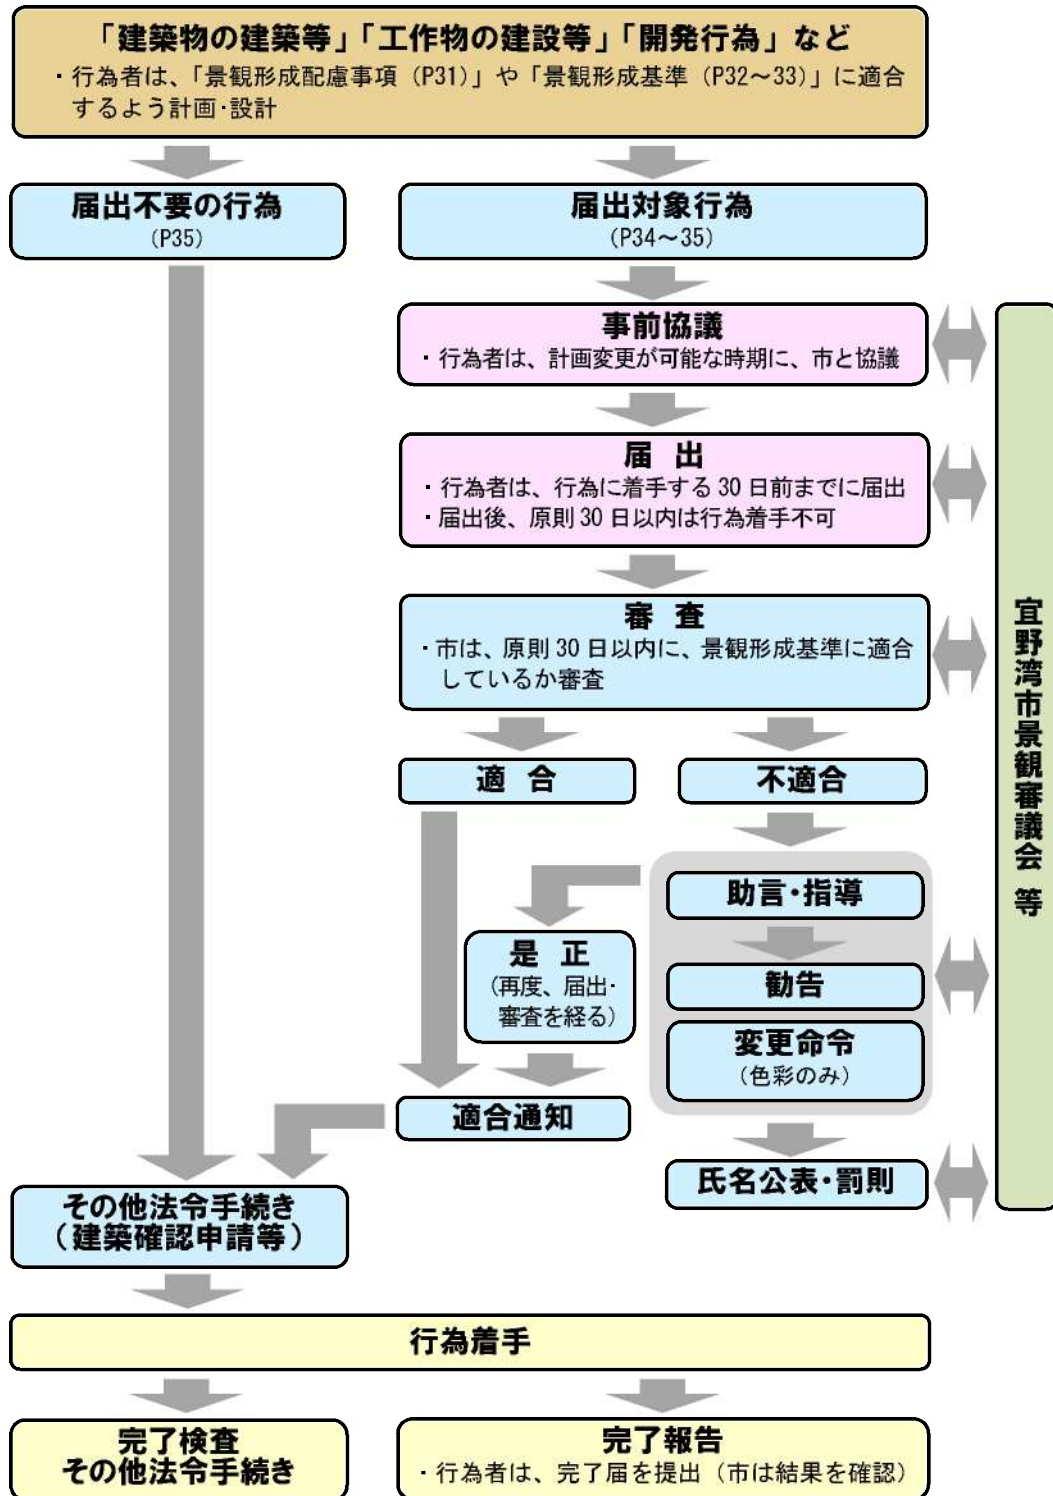 「建築物の建築等」「工作物の建設等」「開発行為」など
・行為者は、「景観形成配慮事項（P31）」や「景観形成基準（P32～33）」に適合
するよう計画・設計
届出不要の行為
（P35）
届出対象行為
（P34～35）
事前協議
・行為者は、計画変更が可能な時期に、市と協議
届 出
・行為者は、行為に着手する30日前までに届出
・届出後、原則30日以内は行為着手不可
審 査
・市は、原則30日以内に、景観形成基準に適合
しているか審査
宜野湾市景観審議会 等
適 合
不適合
助言・指導
是 正
（再度、届出・
審査を経る）
勧告
変更命令
（色彩のみ）
適合通知
氏名公表・罰則
その他法令手続き
（建築確認申請等）
行為着手
完了検査
その他法令手続き
完了報告
・行為者は、完了届を提出（市は結果を確認）